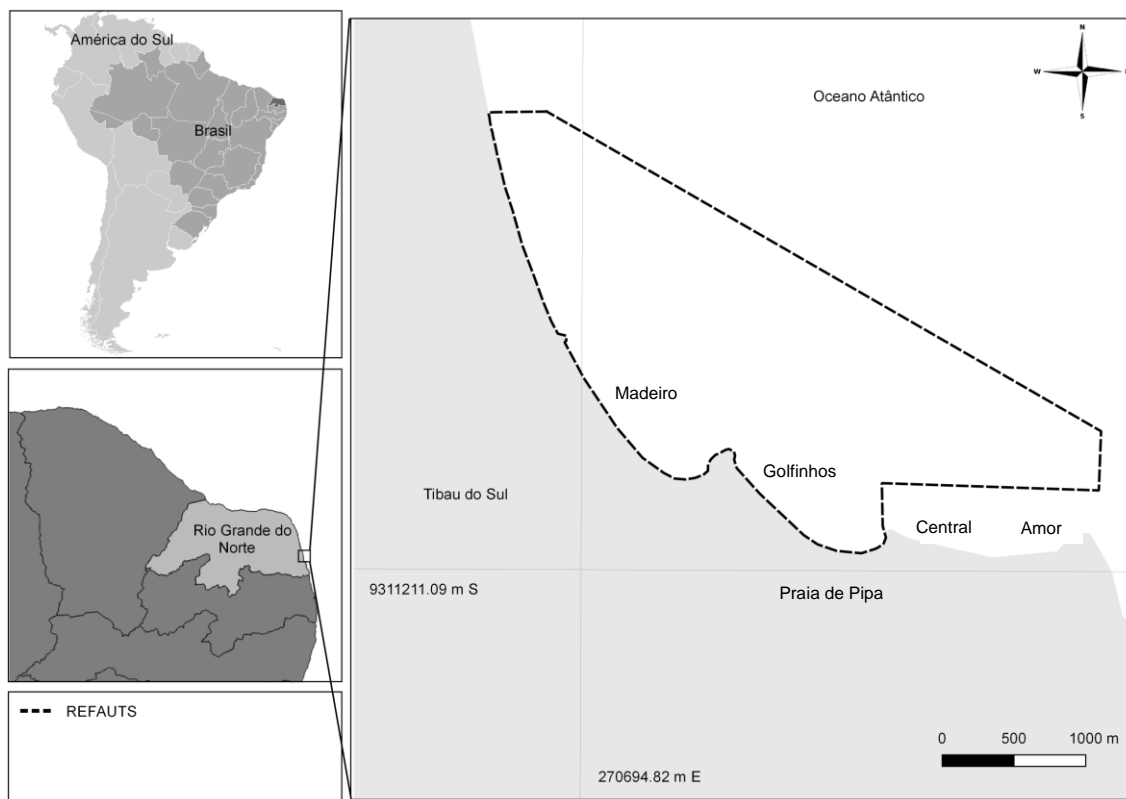 América do Sul
Brasil
Rio Grande do
Norte
REFAUTS
Oceano Atântico
N
W
E
S
Madeiro
Golfinhos
Tibau do Sul
Central
Amor
9311211.09 m S
Praia de Pipa
0
500
1000 m
270694.82 m E